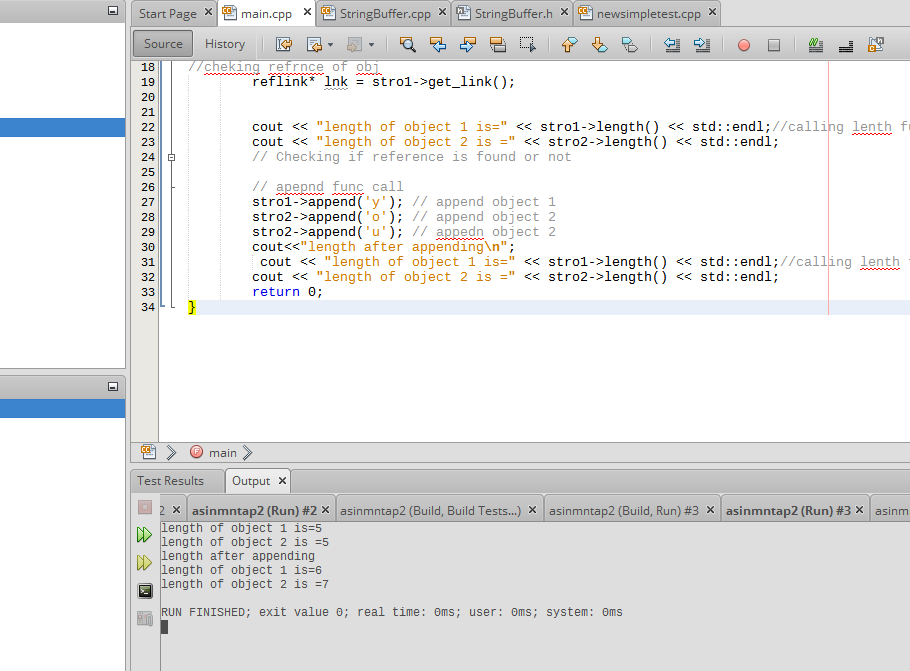 Start Page main.cpp StringBuffer.cpp StringBuffer.h newsimpletest.cpp
Source History
18 //cheking refrnce of obj
19 reflink* lnk = stro1->get_link();
20
21
22 cout << "length of object 1 is=" << stro1->length() << std::endl;//calling lenth f
23 cout << "length of object 2 is =" << stro2->length() << std::endl;
24 // Checking if reference is found or not
25
26 // apepnd func call
27 stro1->append('y'); // append object 1
28 stro2->append('o'); // append object 2
29 stro2->append('u'); // appedn object 2
30 cout<<"length after appending\n";
31 cout << "length of object 1 is=" << stro1->length() << std::endl;//calling lenth
32 cout << "length of object 2 is =" << stro2->length() << std::endl;
33 return 0;
34 }
main
Test Results Output
2 asinmntap2 (Run) #2 asinmntap2 (Build, Build Tests...) asinmntap2 (Build, Run) #3 asinmntap2 (Run) #3 asinm
length of object 1 is=5
length of object 2 is =5
length after appending
length of object 1 is=6
length of object 2 is =7
RUN FINISHED; exit value 0; real time: 0ms; user: 0ms; system: 0ms